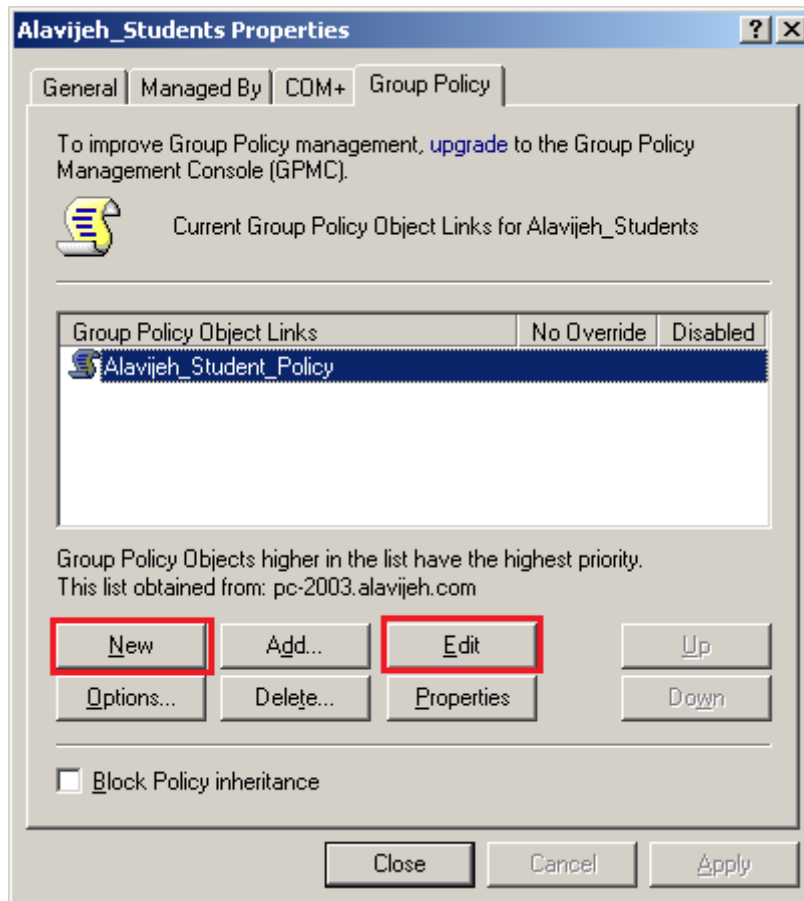 Alavijeh_Students Properties
General Managed By COM+ Group Policy
To improve Group Policy management, upgrade to the Group Policy
Management Console (GPMC).
Current Group Policy Object Links for Alavijeh_Students
Group Policy Object Links No Override Disabled
Alavijeh_Student_Policy
Group Policy Objects higher in the list have the highest priority.
This list obtained from: pc-2003.alavijeh.com
New Add... Edit Up
Options... Delete... Properties Down
Block Policy inheritance
Close Cancel Apply